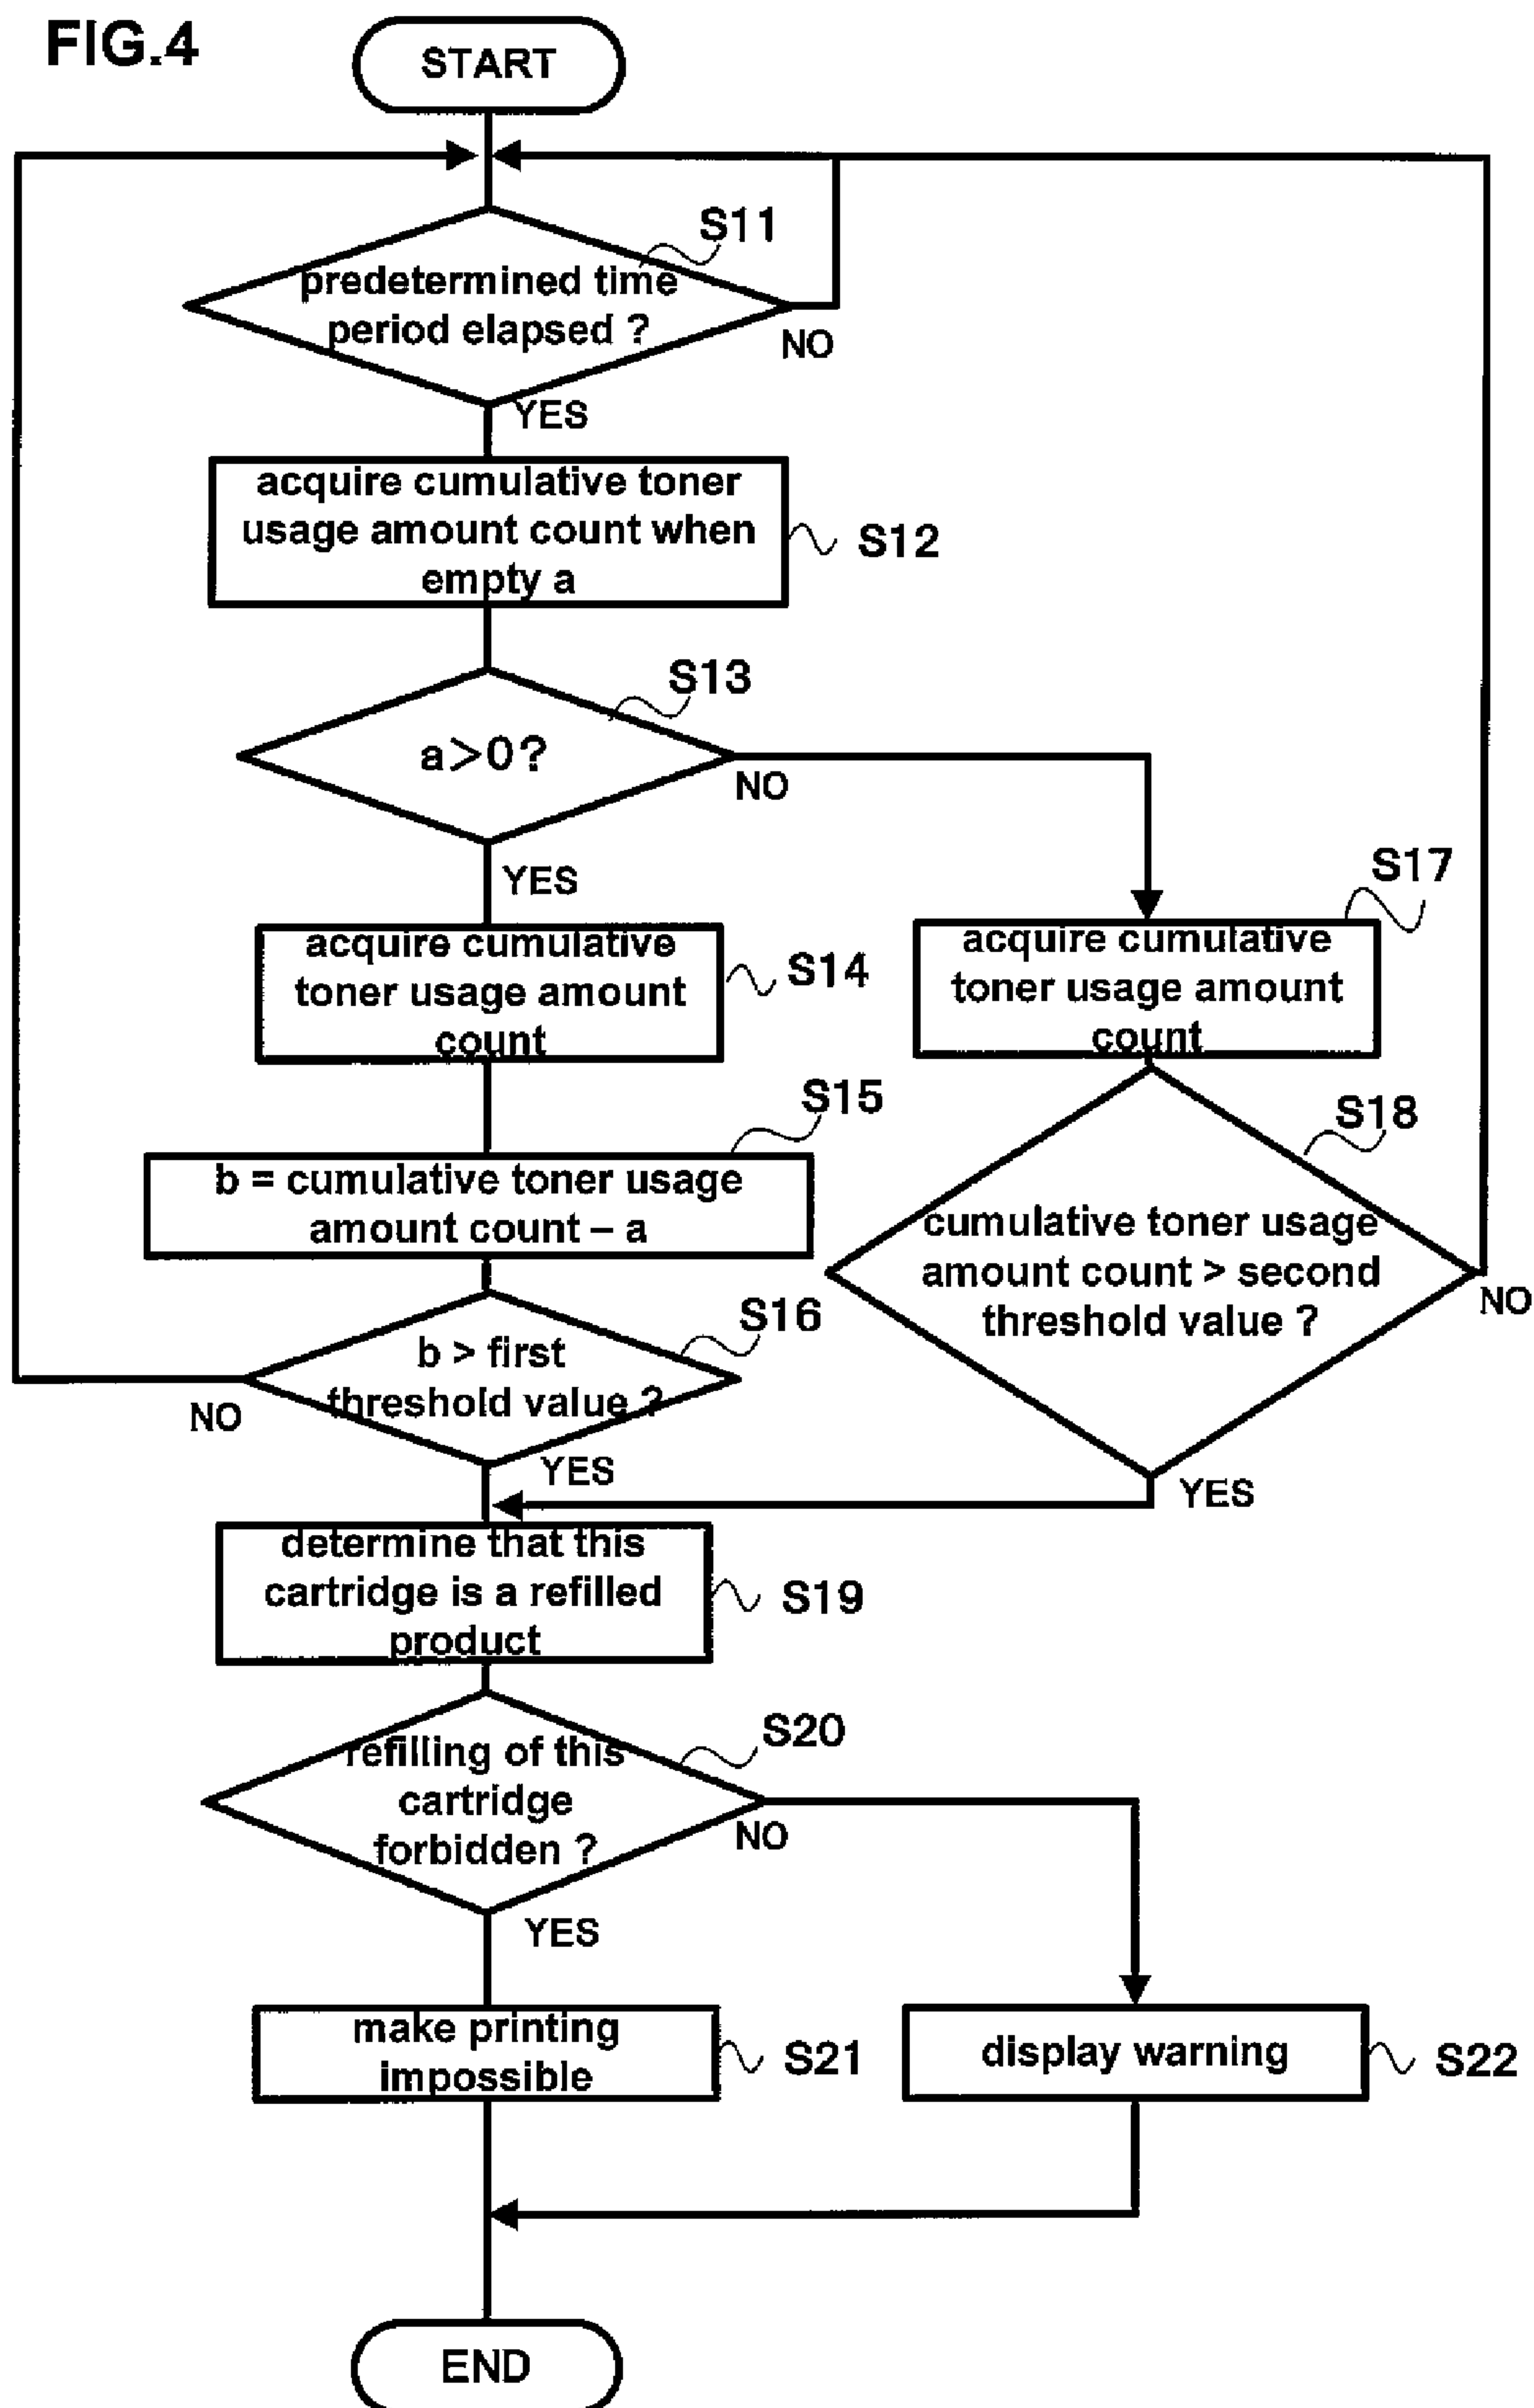 FIG.4
START
S11
predetermined time
period elapsed ?
NO
YES
acquire cumulative toner
usage amount count when
empty a
S12
S13
a>0?
NO
YES
acquire cumulative
toner usage amount
count
S14
S17
acquire cumulative
toner usage amount
count
S15
b = cumulative toner usage
amount count – a
S18
cumulative toner usage
amount count > second
threshold value ?
NO
YES
S16
b > first
threshold value ?
NO
YES
determine that this
cartridge is a refilled
product
S19
S20
refilling of this
cartridge
forbidden ?
NO
YES
make printing
impossible
S21
display warning
S22
END